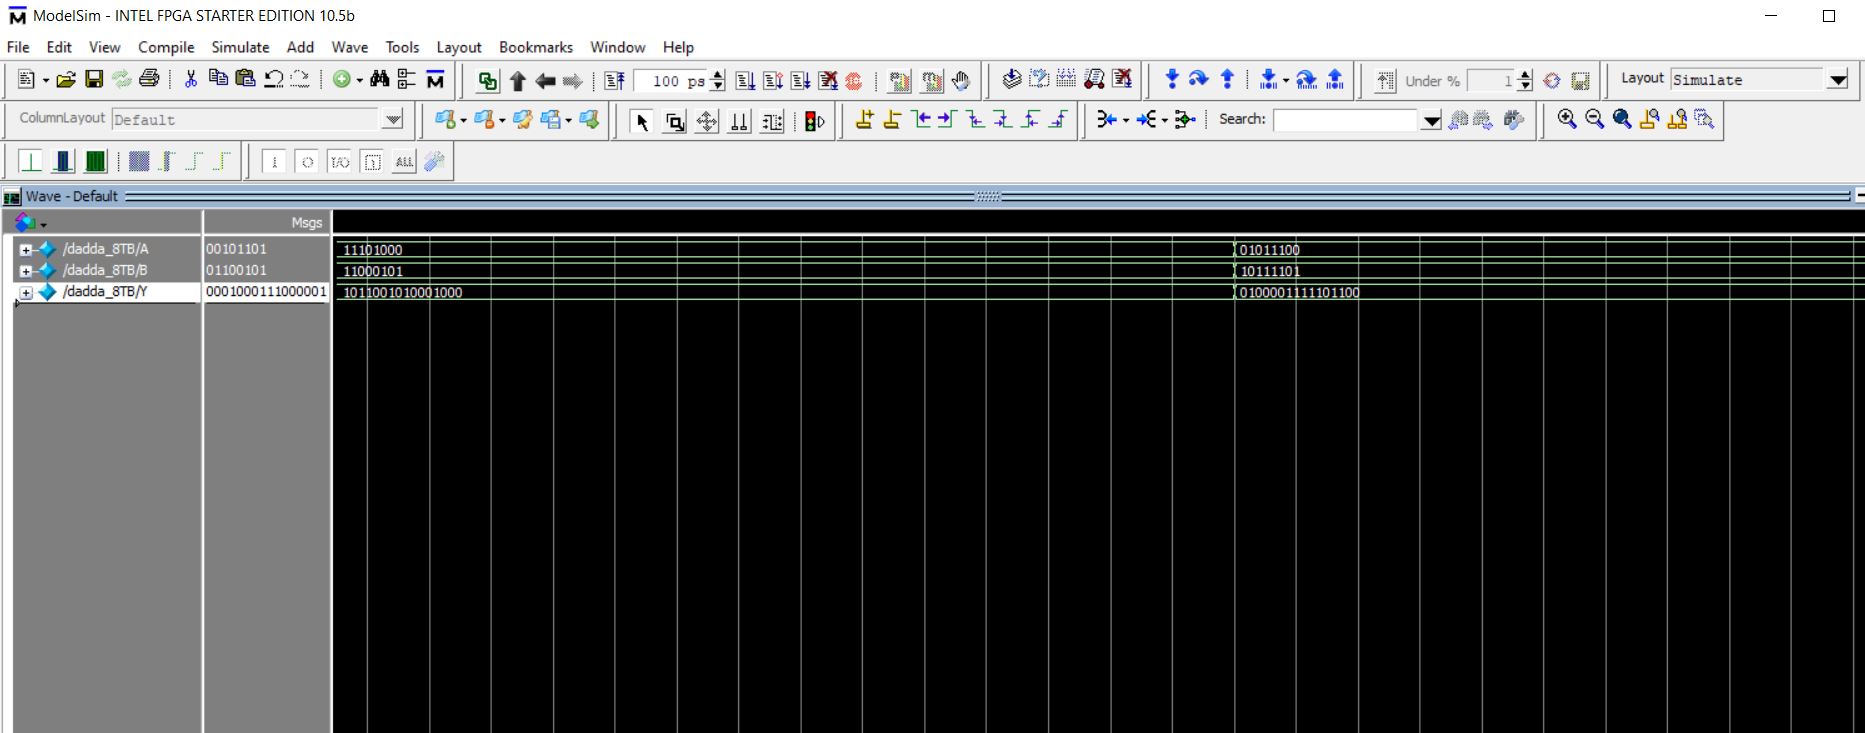 ModelSim - INTEL FPGA STARTER EDITION 10.5b
File Edit View Compile Simulate Add Wave Tools Layout Bookmarks Window Help
100 ps Under % 1 Layout Simulate
ColumnLayout Default Search:
I O I/O ALL
Wave - Default
Msgs
/dadda_8TB/A 00101101 11101000 01011100
/dadda_8TB/B 01100101 11000101 10111101
/dadda_8TB/Y 0001000111000001 1011001010001000 0100001111101100